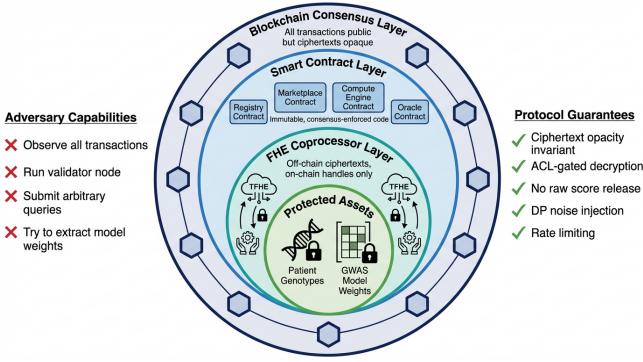 Blockchain Consensus Layer
All transactions public
but ciphertexts opaque
Smart Contract Layer
Registry
Contract
Marketplace
Contract
Compute
Engine
Contract
Oracle
Contract
Immutable, consensus-enforced code
FHE Coprocessor Layer
Off-chain ciphertexts,
on-chain handles only
TFHE
TFHE
Protected Assets
Patient
Genotypes
GWAS
Model
Weights
Adversary Capabilities
Observe all transactions
Run validator node
Submit arbitrary
queries
Try to extract model
weights
Protocol Guarantees
Ciphertext opacity
invariant
ACL-gated decryption
No raw score release
DP noise injection
Rate limiting